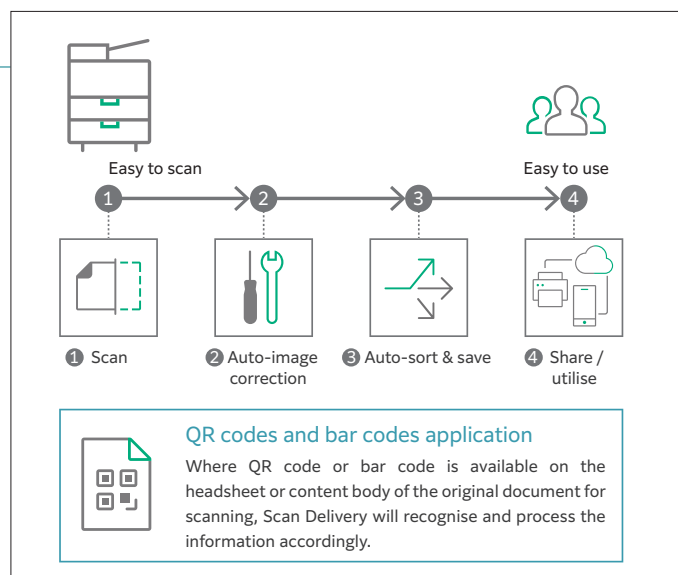 Easy to scan
Easy to use
1
2
3
4
1 Scan
2 Auto-image
correction
3 Auto-sort & save
4 Share /
utilise
QR codes and bar codes application
Where QR code or bar code is available on the
headsheet or content body of the original document for
scanning, Scan Delivery will recognise and process the
information accordingly.